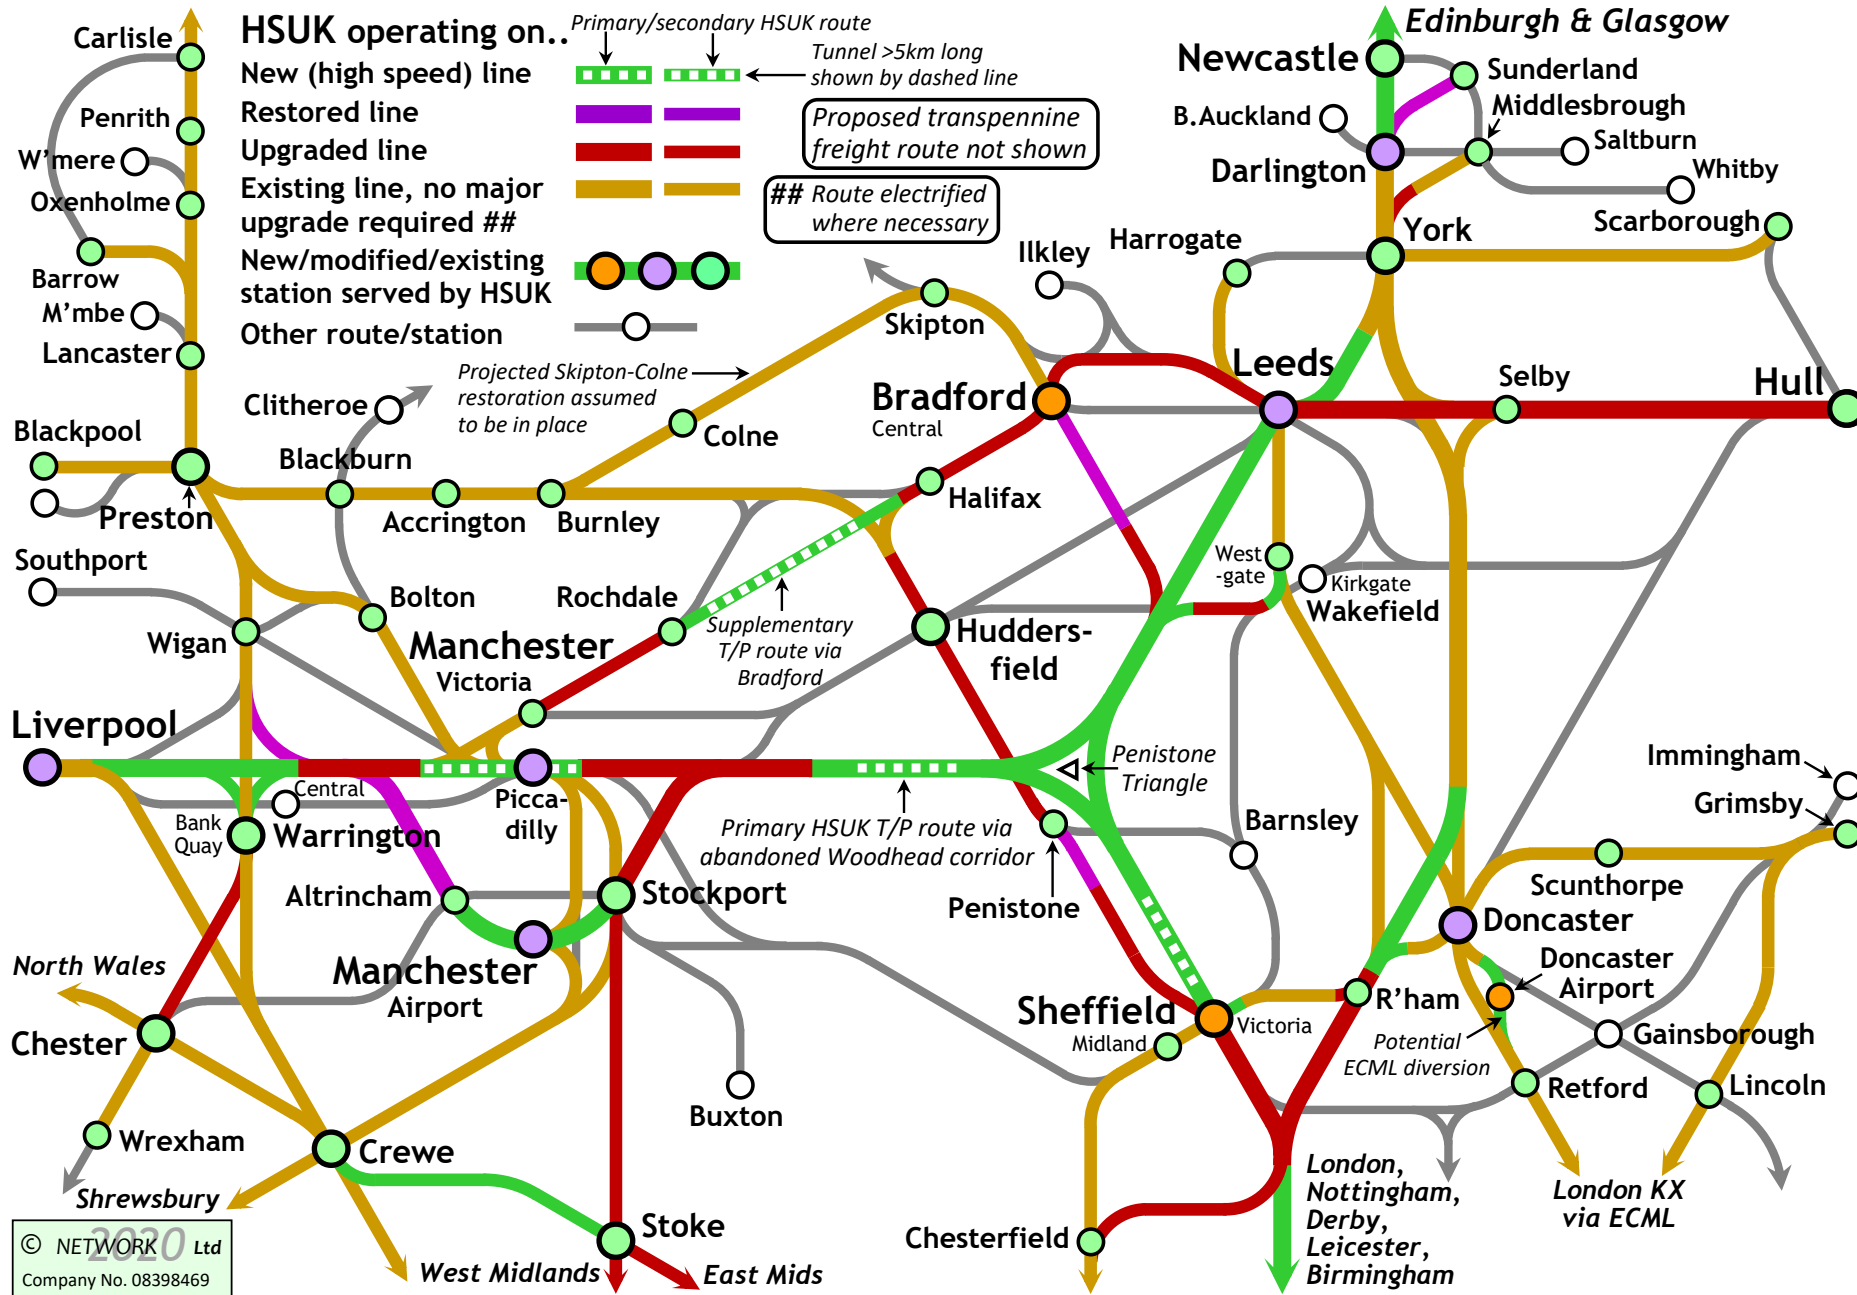 HSUK operating on..
New (high speed) line
Restored line
Upgraded line
Existing line, no major
upgrade required ##
New/modified/existing
station served by HSUK
Other route/station
Primary/secondary HSUK route
Tunnel >5km long
shown by dashed line
Proposed transpennine
freight route not shown
## Route electrified
where necessary
Edinburgh & Glasgow
Carlisle
Penrith
W'mere
Oxenholme
Barrow
M'mbe
Lancaster
Newcastle
Sunderland
Middlesbrough
B.Auckland
Saltburn
Darlington
Whitby
Scarborough
York
Harrogate
Ilkley
Skipton
Projected Skipton-Colne
restoration assumed
to be in place
Clitheroe
Colne
Bradford
Central
Leeds
Selby
Hull
Blackpool
Blackburn
Preston
Accrington
Burnley
Halifax
Southport
Bolton
Rochdale
West
-gate
Kirkgate
Wakefield
Wigan
Manchester
Victoria
Supplementary
T/P route via
Bradford
Hudders-
field
Liverpool
Central
Bank
Quay
Warrington
Picca-
dilly
Primary HSUK T/P route via
abandoned Woodhead corridor
Penistone
Triangle
Immingham
Grimsby
Barnsley
Altrincham
Stockport
Penistone
Scunthorpe
Doncaster
Doncaster
Airport
North Wales
Manchester
Airport
Chester
Sheffield
Victoria
Midland
R'ham
Potential
ECML diversion
Gainsborough
Retford
Lincoln
Buxton
Wrexham
Crewe
Shrewsbury
Stoke
West Midlands
East Mids
Chesterfield
London,
Nottingham,
Derby,
Leicester,
Birmingham
London KX
via ECML
© NETWORK 2020 Ltd
Company No. 08398469